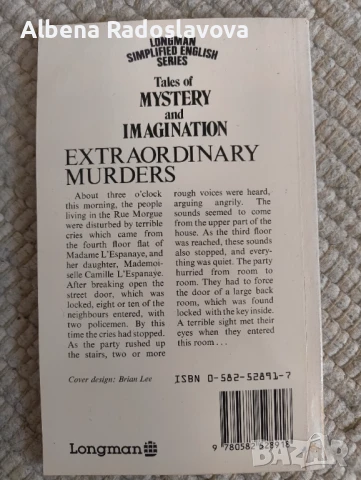 Albena Radoslavova
LONGMAN
SIMPLIFIED ENGLISH
SERIES
Tales of
MYSTERY
and
IMAGINATION
EXTRAORDINARY
MURDERS
About three o'clock
this morning, the people
living in the Rue Morgue
were disturbed by terrible
cries which came from
the fourth floor flat of
Madame L'Espanaye, and
her daughter, Mademoi-
selle Camille L'Espanaye.
After breaking open the
street door, which was
locked, eight or ten of the
neighbours entered, with
two policemen. By this
time the cries had stopped.
As the party rushed up
the stairs, two or more
rough voices were heard,
arguing angrily. The
sounds seemed to come
from the upper part of the
house. As the third floor
was reached, these sounds
also stopped, and every-
thing was quiet. The party
hurried from room to
room. They had to force
the door of a large back
room, which was found
locked with the key inside.
A terrible sight met their
eyes when they entered
this room . . .
Cover design: Brian Lee
ISBN 0-582-52891-7
9 780582 528918
Longman
BAZAR
bg